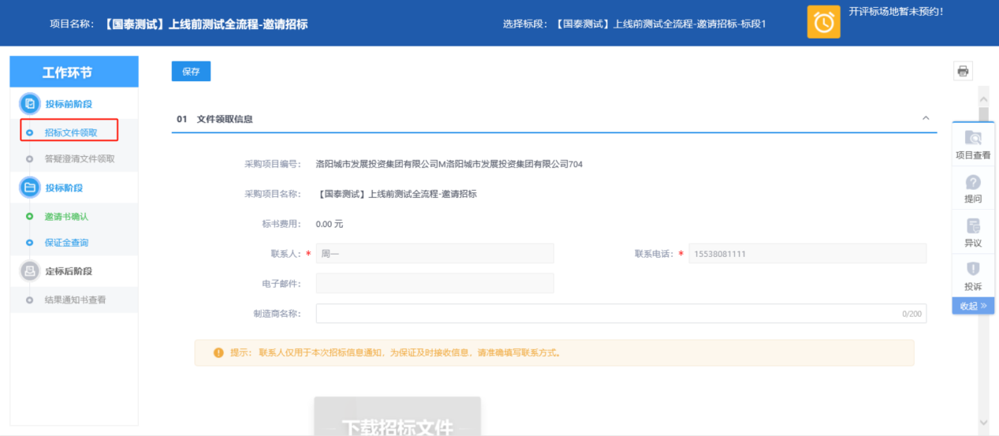 项目名称: 【国泰测试】上线前测试全流程-邀请招标
选择标段: 【国泰测试】上线前测试全流程-邀请招标-标段1
开评标场地暂未预约!
工作环节
投标前阶段
招标文件领取
答疑澄清文件领取
投标阶段
邀请书确认
保证金查询
定标后阶段
结果通知书查看
保存
01 文件领取信息
采购项目编号: 洛阳城市发展投资集团有限公司M洛阳城市发展投资集团有限公司704
采购项目名称: 【国泰测试】上线前测试全流程-邀请招标
标书费用: 0.00 元
联系人: * 周一
联系电话: * 15538081111
电子邮件:
制造商名称: 0/200
提示: 联系人仅用于本次招标信息通知，为保证及时接收信息，请准确填写联系方式。
下载招标文件
项目查看
提问
异议
投诉
收起 »